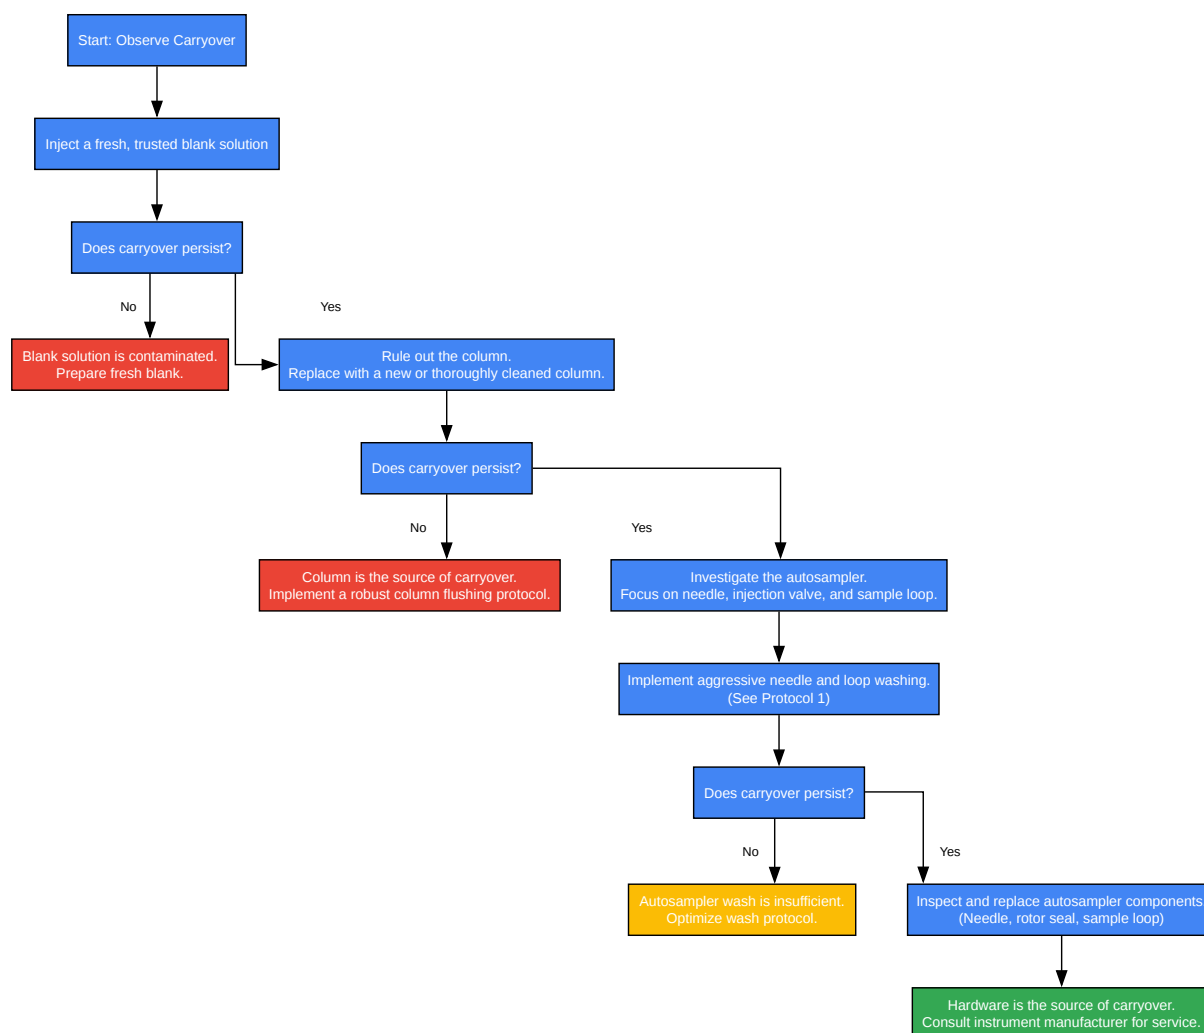 Start: Observe Carryover
Inject a fresh, trusted blank solution
Does carryover persist?
No
Yes
Blank solution is contaminated.
Prepare fresh blank.
Rule out the column.
Replace with a new or thoroughly cleaned column.
Does carryover persist?
No
Yes
Column is the source of carryover.
Implement a robust column flushing protocol.
Investigate the autosampler.
Focus on needle, injection valve, and sample loop.
Implement aggressive needle and loop washing.
(See Protocol 1)
Does carryover persist?
No
Yes
Autosampler wash is insufficient.
Optimize wash protocol.
Inspect and replace autosampler components
(Needle, rotor seal, sample loop)
Hardware is the source of carryover.
Consult instrument manufacturer for service.